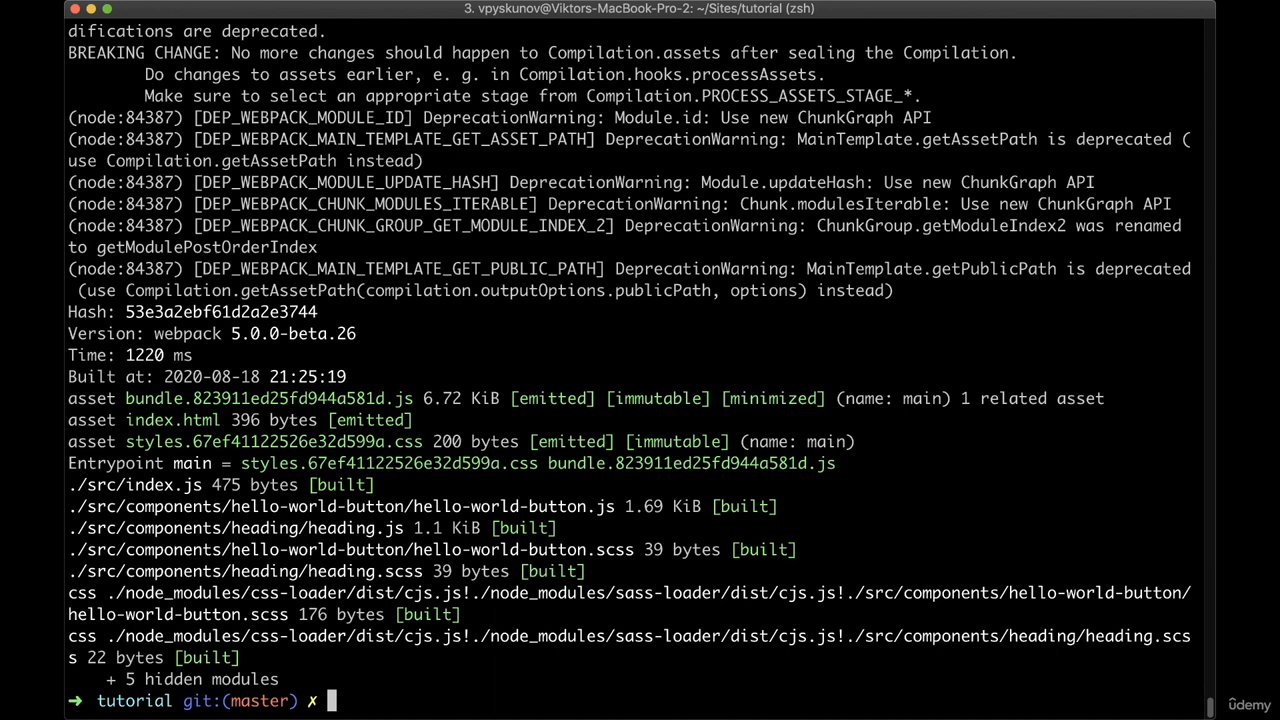 3. vpyskunov@Viktors-MacBook-Pro-2: ~/Sites/tutorial (zsh)
difications are deprecated.
BREAKING CHANGE: No more changes should happen to Compilation.assets after sealing the Compilation.
Do changes to assets earlier, e. g. in Compilation.hooks.processAssets.
Make sure to select an appropriate stage from Compilation.PROCESS_ASSETS_STAGE_*.
(node:84387) [DEP_WEBPACK_MODULE_ID] DeprecationWarning: Module.id: Use new ChunkGraph API
(node:84387) [DEP_WEBPACK_MAIN_TEMPLATE_GET_ASSET_PATH] DeprecationWarning: MainTemplate.getAssetPath is deprecated (
use Compilation.getAssetPath instead)
(node:84387) [DEP_WEBPACK_MODULE_UPDATE_HASH] DeprecationWarning: Module.updateHash: Use new ChunkGraph API
(node:84387) [DEP_WEBPACK_CHUNK_MODULES_ITERABLE] DeprecationWarning: Chunk.modulesIterable: Use new ChunkGraph API
(node:84387) [DEP_WEBPACK_CHUNK_GROUP_GET_MODULE_INDEX_2] DeprecationWarning: ChunkGroup.getModuleIndex2 was renamed
to getModulePostOrderIndex
(node:84387) [DEP_WEBPACK_MAIN_TEMPLATE_GET_PUBLIC_PATH] DeprecationWarning: MainTemplate.getPublicPath is deprecated
(use Compilation.getAssetPath(compilation.outputOptions.publicPath, options) instead)
Hash: 53e3a2ebf61d2a2e3744
Version: webpack 5.0.0-beta.26
Time: 1220 ms
Built at: 2020-08-18 21:25:19
asset bundle.823911ed25fd944a581d.js 6.72 KiB [emitted] [immutable] [minimized] (name: main) 1 related asset
asset index.html 396 bytes [emitted]
asset styles.67ef41122526e32d599a.css 200 bytes [emitted] [immutable] (name: main)
Entrypoint main = styles.67ef41122526e32d599a.css bundle.823911ed25fd944a581d.js
./src/index.js 475 bytes [built]
./src/components/hello-world-button/hello-world-button.js 1.69 KiB [built]
./src/components/heading/heading.js 1.1 KiB [built]
./src/components/hello-world-button/hello-world-button.scss 39 bytes [built]
./src/components/heading/heading.scss 39 bytes [built]
css ./node_modules/css-loader/dist/cjs.js!./node_modules/sass-loader/dist/cjs.js!./src/components/hello-world-button/
hello-world-button.scss 176 bytes [built]
css ./node_modules/css-loader/dist/cjs.js!./node_modules/sass-loader/dist/cjs.js!./src/components/heading/heading.scs
s 22 bytes [built]
+ 5 hidden modules
➜ tutorial git:(master) ✗
ûdemy